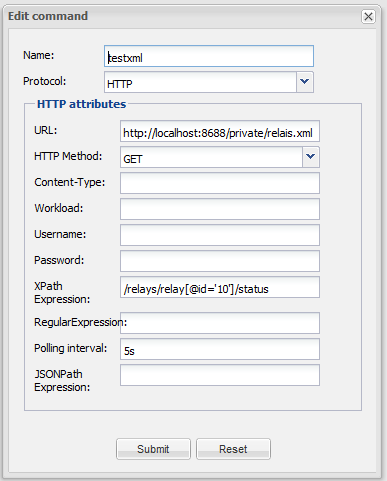 Edit command
Name: testxml
Protocol: HTTP
HTTP attributes
URL: http://localhost:8688/private/relais.xml
HTTP Method: GET
Content-Type:
Workload:
Username:
Password:
XPath
Expression: /relays/relay[@id='10']/status
RegularExpression:
Polling interval: 5s
JSONPath
Expression:
Submit Reset